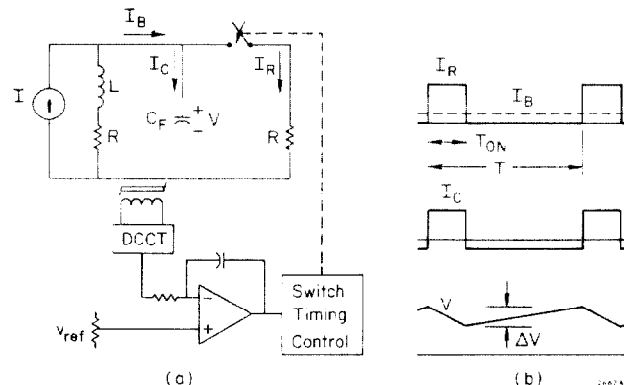 I_B
I
L
R
I_C
C_F
+
−
V
I_R
R
DCCT
−
+
V_ref
Switch
Timing
Control
(a)
I_R
I_B
T_ON
T
I_C
V
ΔV
(b)